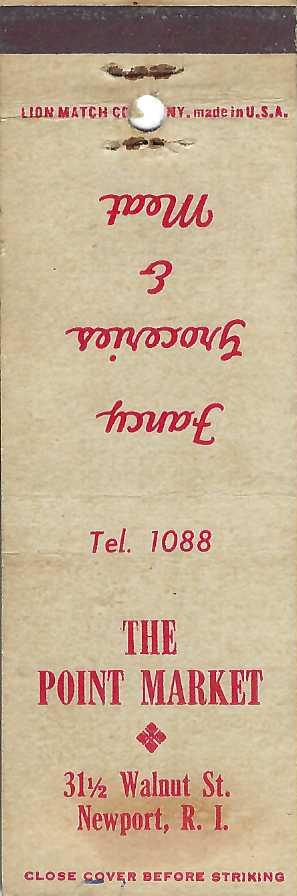 LION MATCH CO NY. made in U.S.A.
Fancy
Groceries
&
Meat
Tel. 1088
THE
POINT MARKET
31½ Walnut St.
Newport, R. I.
CLOSE COVER BEFORE STRIKING